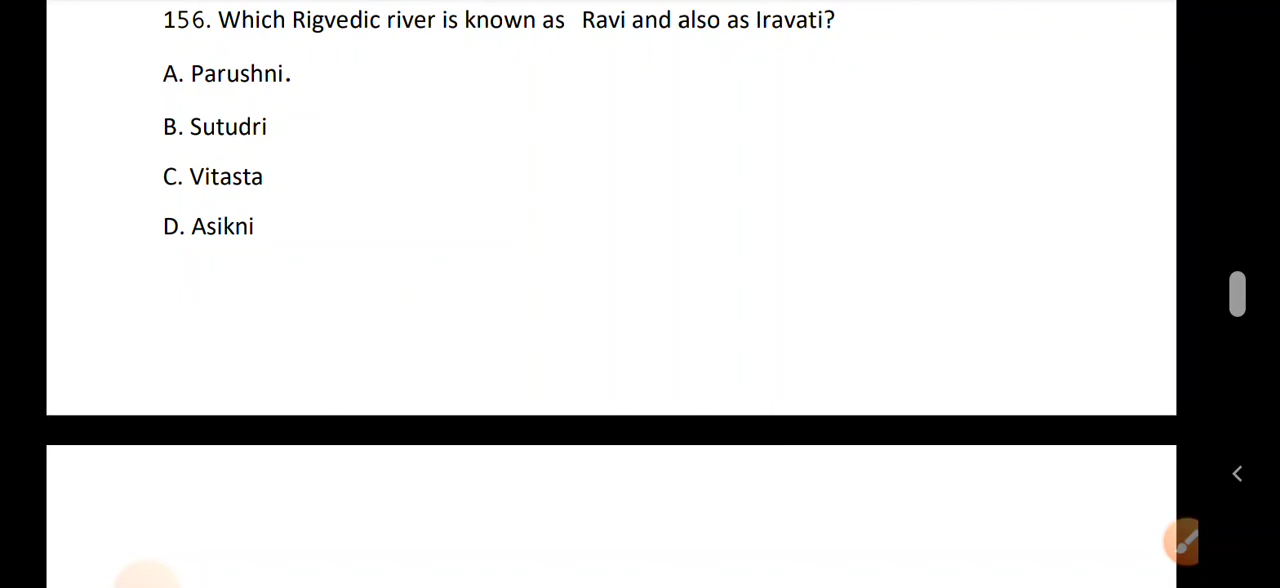 156. Which Rigvedic river is known as Ravi and also as Iravati?
A. Parushni.
B. Sutudri
C. Vitasta
D. Asikni